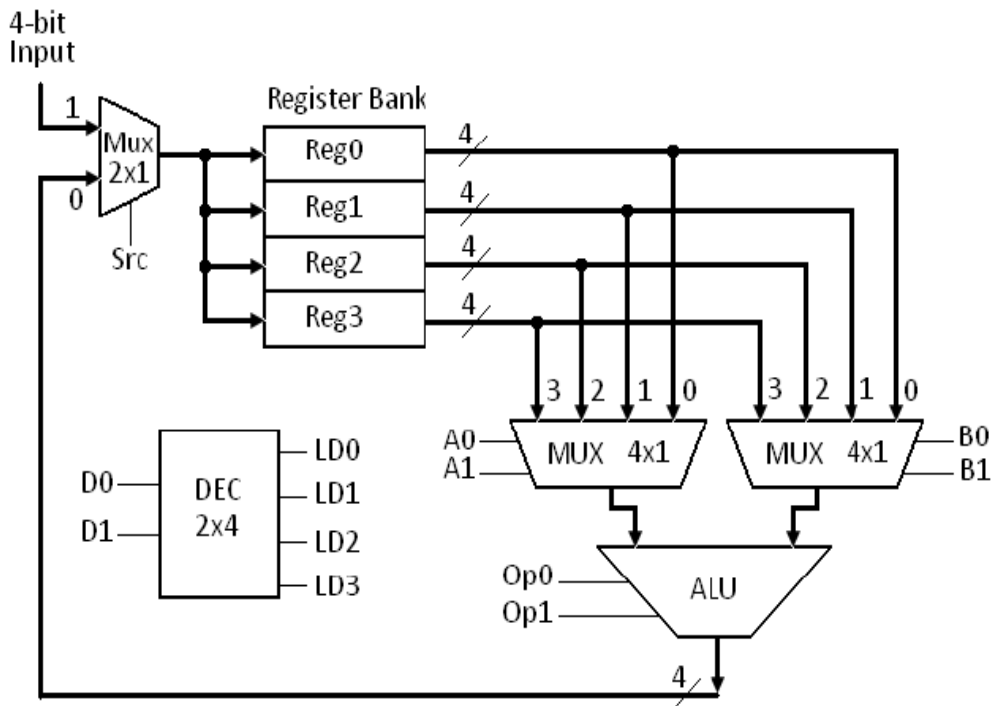 4-bit
Input
1
Mux
2x1
0
Src
Register Bank
Reg0
Reg1
Reg2
Reg3
4
4
4
4
3 2 1 0
3 2 1 0
A0
A1
MUX 4x1
MUX 4x1
B0
B1
D0
D1
DEC
2x4
LD0
LD1
LD2
LD3
Op0
Op1
ALU
4